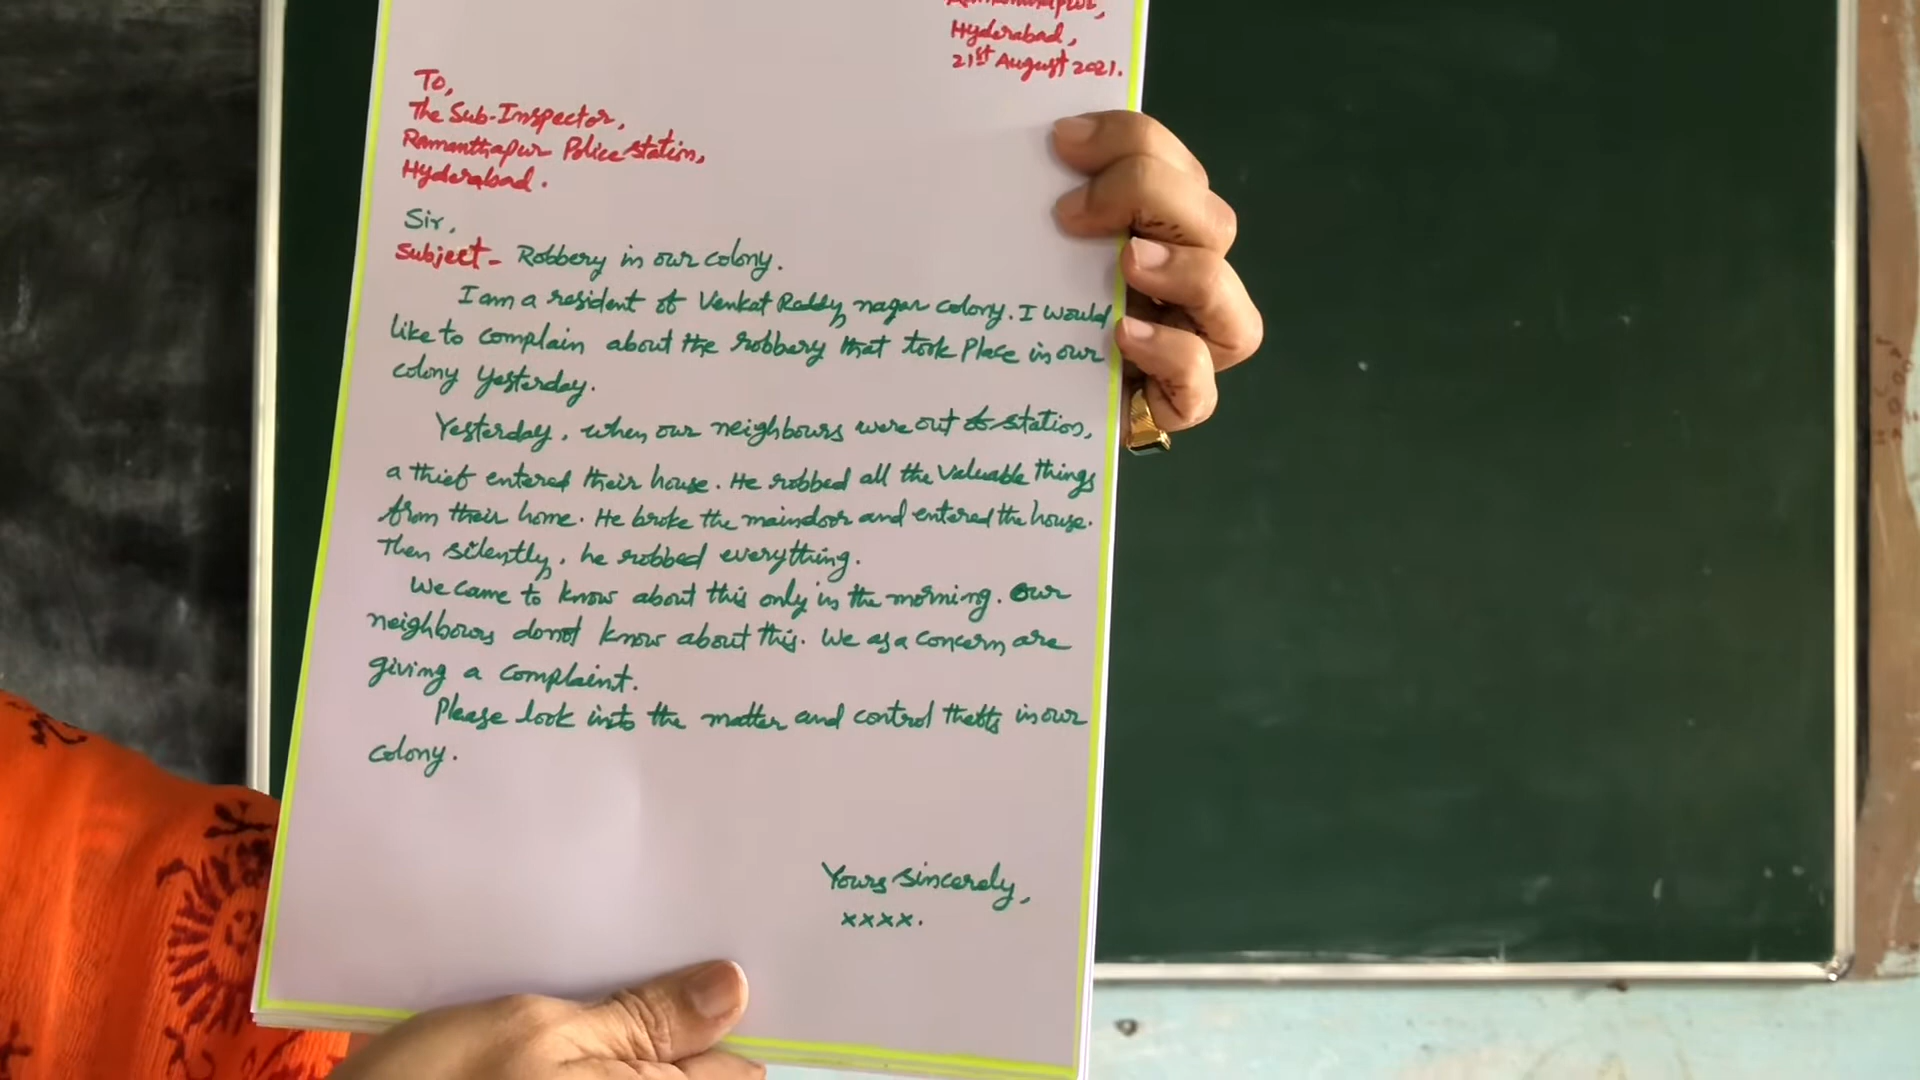 Ramanthapur,
Hyderabad,
21st August 2021.
To,
The Sub-Inspector,
Ramanthapur Police station,
Hyderabad.
Sir,
Subject- Robbery in our colony.
I am a resident of Venkat Reddy nagar colony. I would
like to complain about the robbery that took Place in our
colony Yesterday.
Yesterday, when our neighbours were out of station,
a thief entered their house. He robbed all the valuable things
from their home. He broke the maindoor and entered the house.
Then silently, he robbed everything.
We came to know about this only in the morning. Our
neighbours donot know about this. We as a concern are
giving a complaint.
Please look into the matter and control thefts in our
colony.
Yours sincerely,
xxxx.